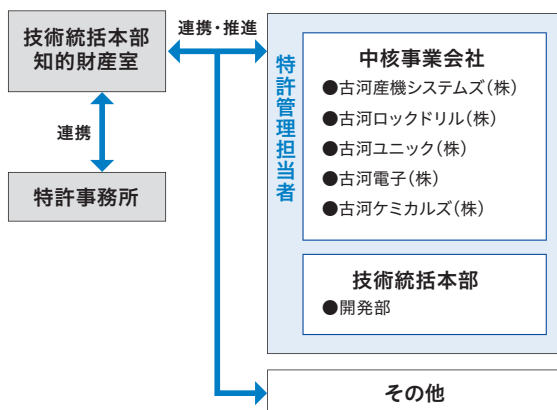 技術統括本部
知的財産室
連携・推進
連携
特許事務所
特許管理担当者
中核事業会社
●古河産機システムズ(株)
●古河ロックドリル(株)
●古河ユニック(株)
●古河電子(株)
●古河ケミカルズ(株)
技術統括本部
●開発部
その他